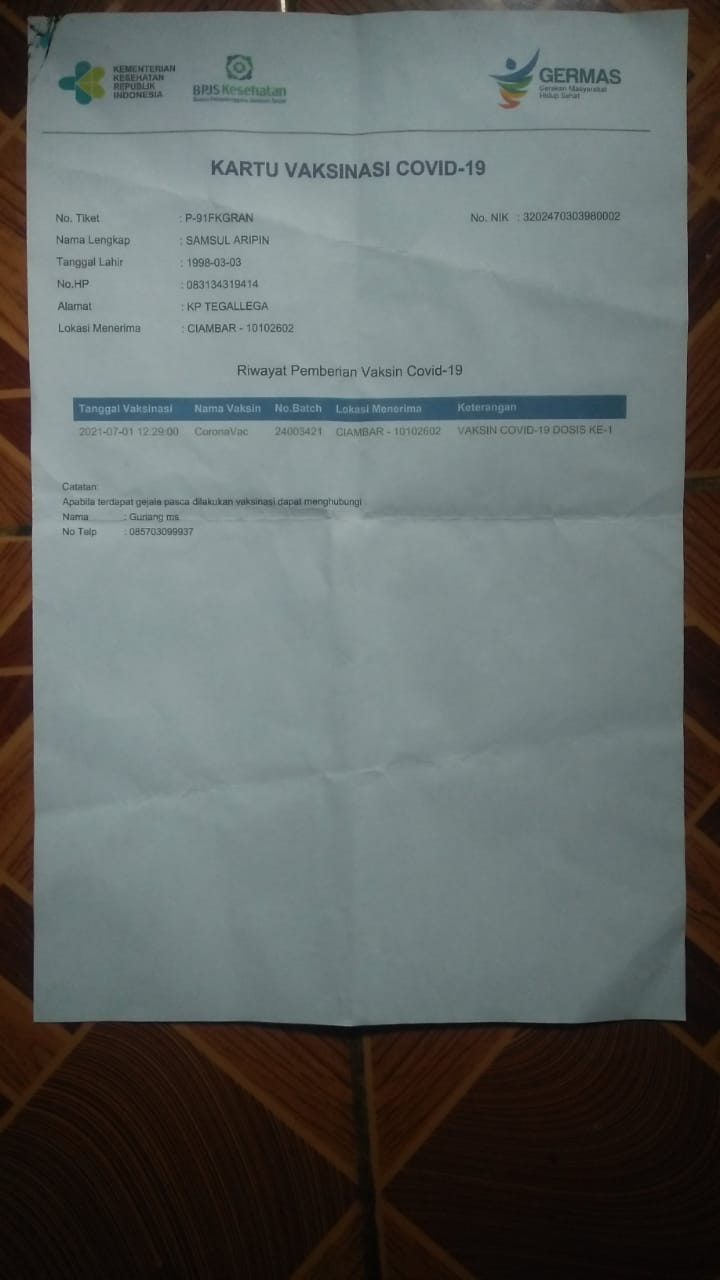 KEMENTERIAN
KESEHATAN
REPUBLIK
INDONESIA
BPJS Kesehatan
Badan Penyelenggara Jaminan Sosial
GERMAS
Gerakan Masyarakat
Hidup Sehat
KARTU VAKSINASI COVID-19
No. Tiket : P-91FKGRAN No. NIK : 3202470303980002
Nama Lengkap : SAMSUL ARIPIN
Tanggal Lahir : 1998-03-03
No.HP : 083134319414
Alamat : KP TEGALLEGA
Lokasi Menerima : CIAMBAR - 10102602
Riwayat Pemberian Vaksin Covid-19
Tanggal Vaksinasi Nama Vaksin No.Batch Lokasi Menerima Keterangan
2021-07-01 12:29:00 CoronaVac 24003421 CIAMBAR - 10102602 VAKSIN COVID-19 DOSIS KE-1
Catatan:
Apabila terdapat gejala pasca dilakukan vaksinasi dapat menghubungi :
Nama : Guriang ms
No Telp : 085703099937